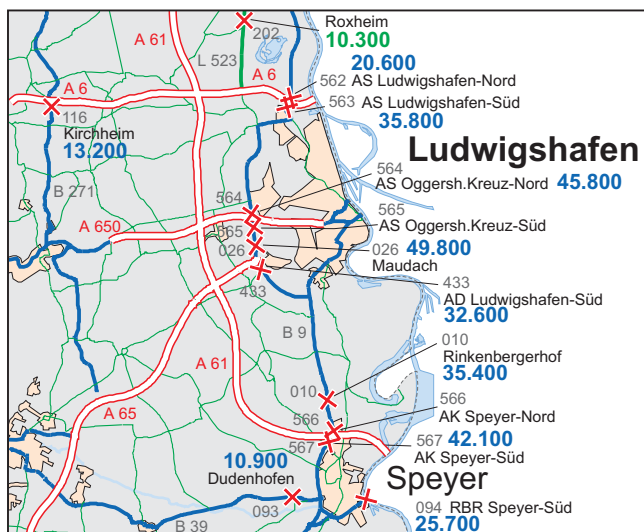 Roxheim
10.300
20.600
A 61
202
L 523
A 6
A 6
562 AS Ludwigshafen-Nord
563 AS Ludwigshafen-Süd
35.800
116
Kirchheim
13.200
Ludwigshafen
564
AS Oggersh.Kreuz-Nord 45.800
B 271
564
565
AS Oggersh.Kreuz-Süd
A 650
565
026
026 49.800
Maudach
433
433
AD Ludwigshafen-Süd
32.600
B 9
010
Rinkenbergerhof
35.400
A 61
010
566
AK Speyer-Nord
A 65
566
567
567 42.100
AK Speyer-Süd
10.900
Dudenhofen
Speyer
093
094 RBR Speyer-Süd
25.700
B 39